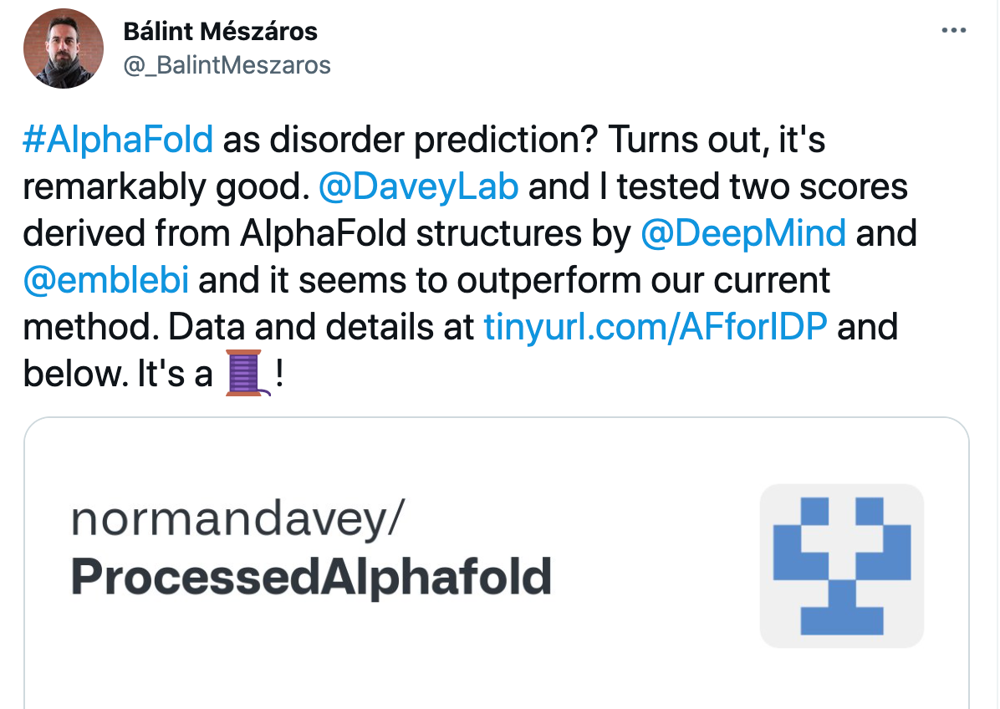 Bálint Mészáros
@_BalintMeszaros
#AlphaFold as disorder prediction? Turns out, it's
remarkably good. @DaveyLab and I tested two scores
derived from AlphaFold structures by @DeepMind and
@emblebi and it seems to outperform our current
method. Data and details at tinyurl.com/AFforIDP and
below. It's a 🧵!
normandavey/
ProcessedAlphafold